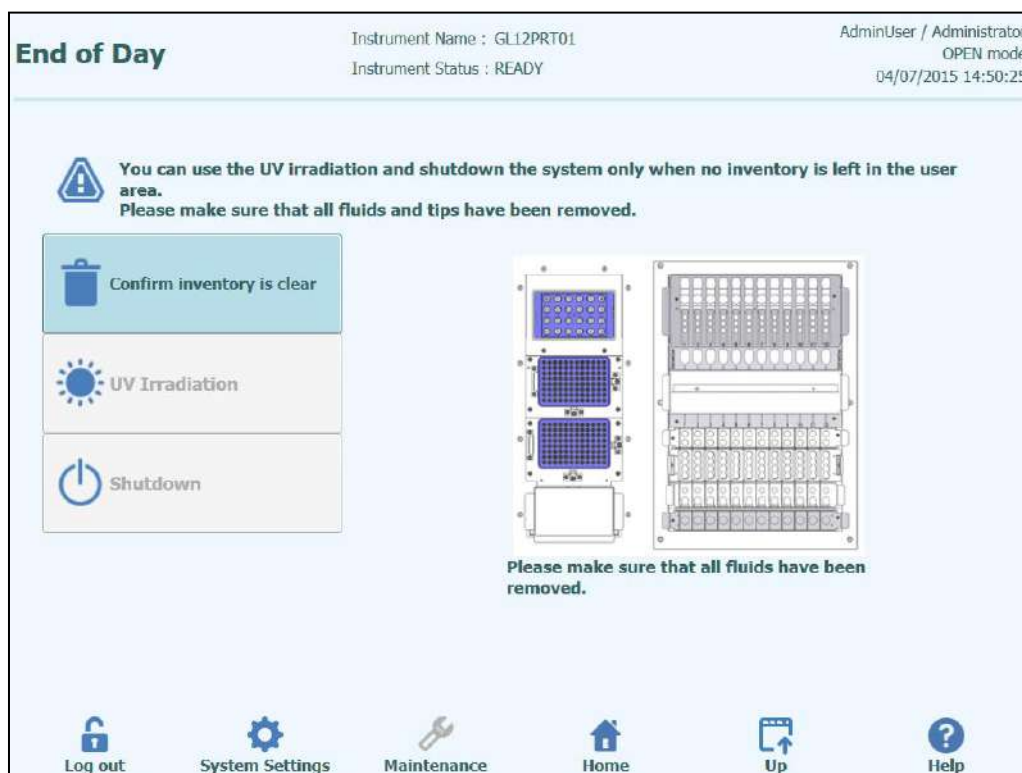 End of Day
Instrument Name : GL12PRT01
Instrument Status : READY
AdminUser / Administrator
OPEN mode
04/07/2015 14:50:25
You can use the UV irradiation and shutdown the system only when no inventory is left in the user
area.
Please make sure that all fluids and tips have been removed.
Confirm inventory is clear
UV Irradiation
Shutdown
Please make sure that all fluids have been
removed.
Log out
System Settings
Maintenance
Home
Up
Help